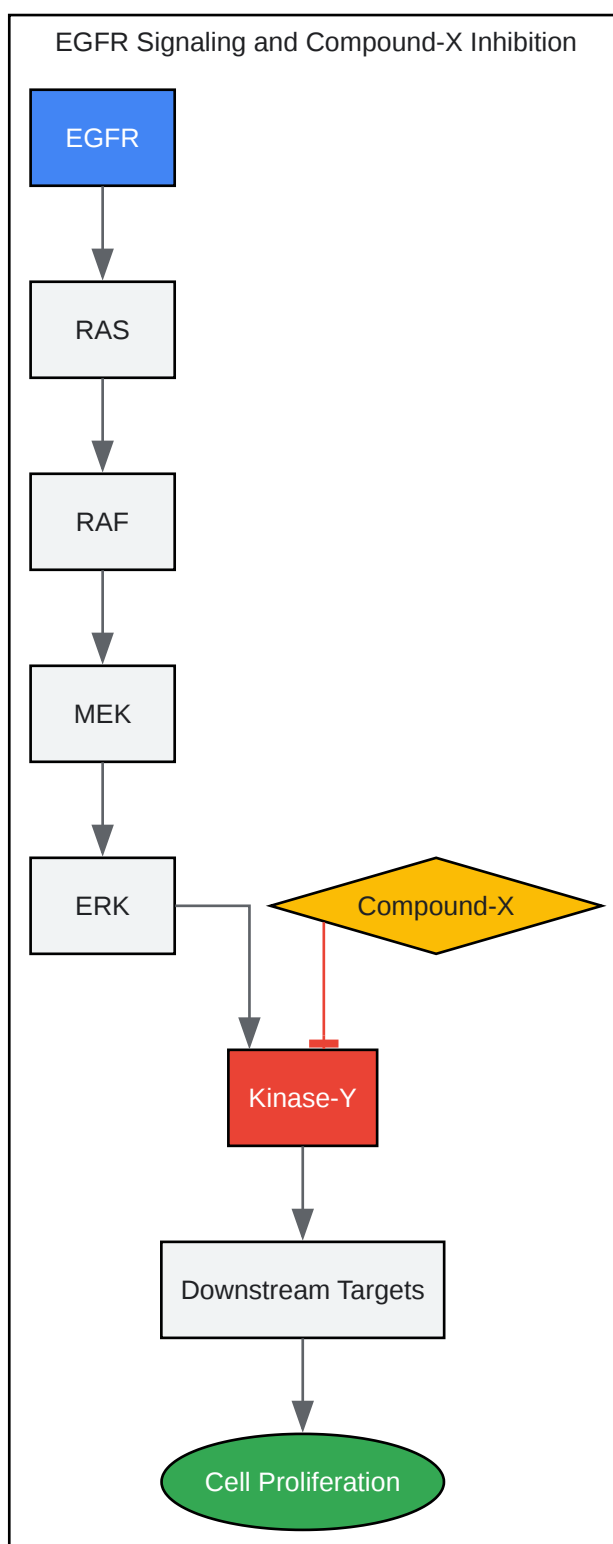 EGFR Signaling and Compound-X Inhibition
EGFR
RAS
RAF
MEK
ERK
Compound-X
Kinase-Y
Downstream Targets
Cell Proliferation